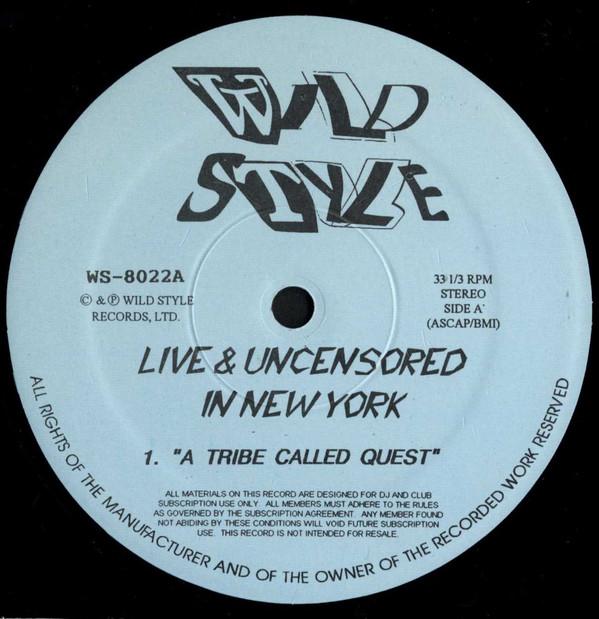 WILD
STYLE
WS-8022A
© & ℗ WILD STYLE
RECORDS, LTD.
33 1/3 RPM
STEREO
SIDE A
(ASCAP/BMI)
LIVE & UNCENSORED
IN NEW YORK
1. "A TRIBE CALLED QUEST"
ALL MATERIALS ON THIS RECORD ARE DESIGNED FOR DJ AND CLUB
SUBSCRIPTION USE ONLY. ALL MEMBERS MUST ADHERE TO THE RULES
AS GOVERNED BY THE SUBSCRIPTION AGREEMENT. ANY MEMBER FOUND
NOT ABIDING BY THESE CONDITIONS WILL VOID FUTURE SUBSCRIPTION
USE. THIS RECORD IS NOT INTENDED FOR RESALE.
ALL RIGHTS OF THE MANUFACTURER AND OF THE OWNER OF THE RECORDED WORK RESERVED